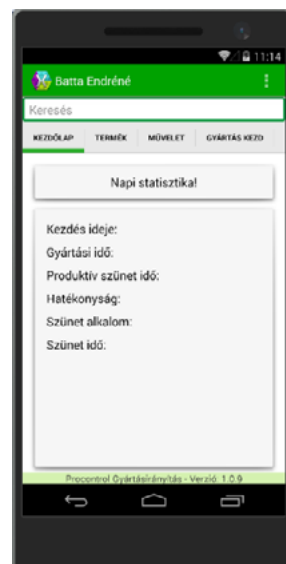 11:14
Batta Endréné
Keresés
KEZDŐLAP TERMÉK MŰVELET GYÁRTÁS KEZD
Napi statisztika!
Kezdés ideje:
Gyártási idő:
Produktív szünet idő:
Hatékonyság:
Szünet alkalom:
Szünet idő:
Procontrol Gyártásirányítás - Verzió: 1.0.9